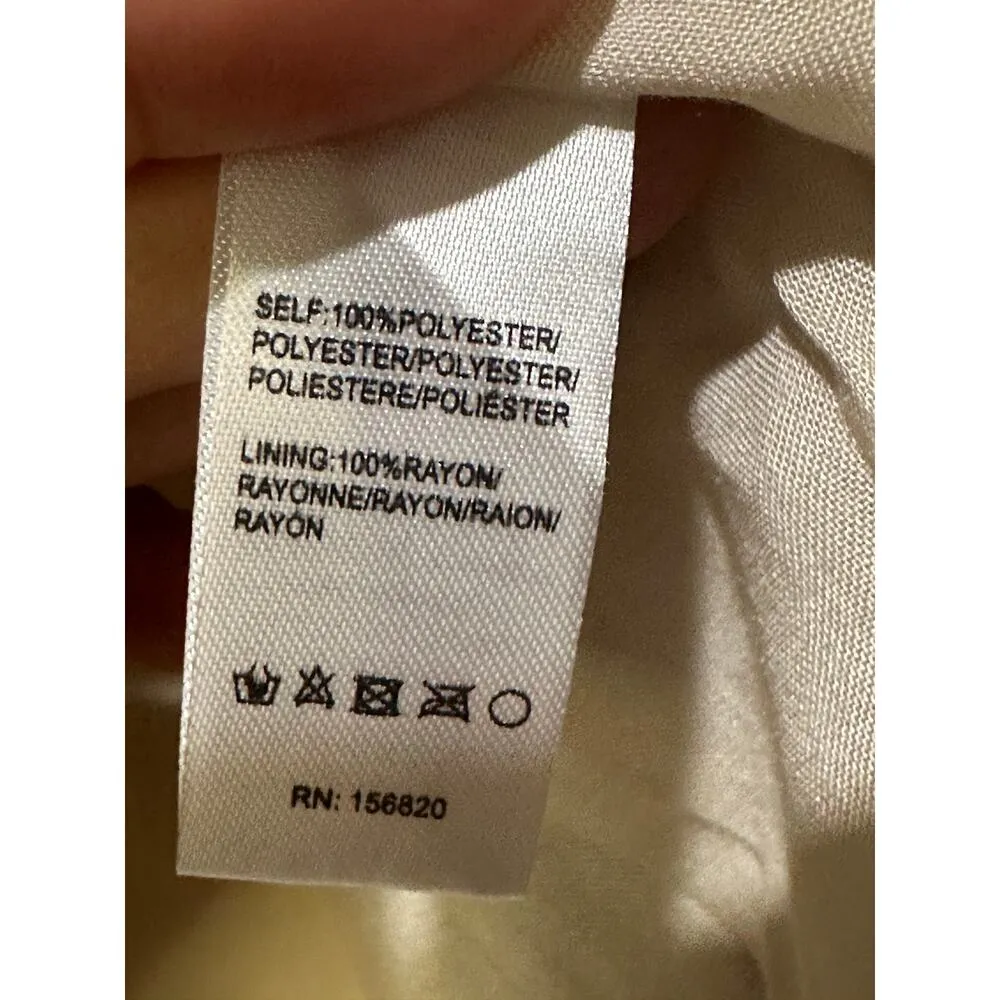 SELF:100%POLYESTER/
POLYESTER/POLYESTER/
POLIESTERE/POLIÉSTER
LINING:100%RAYON/
RAYONNE/RAYON/RAION/
RAYÓN
RN: 156820